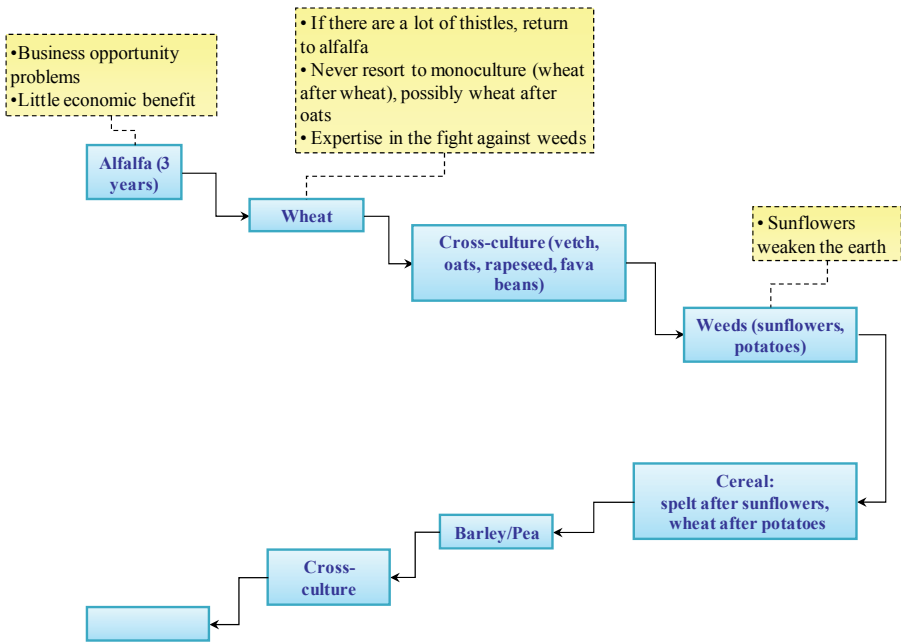 •Business opportunity
problems
•Little economic benefit
• If there are a lot of thistles, return
to alfalfa
• Never resort to monoculture (wheat
after wheat), possibly wheat after
oats
• Expertise in the fight against weeds
Alfalfa (3
years)
Wheat
Cross-culture (vetch,
oats, rapeseed, fava
beans)
• Sunflowers
weaken the earth
Weeds (sunflowers,
potatoes)
Cereal:
spelt after sunflowers,
wheat after potatoes
Barley/Pea
Cross-
culture